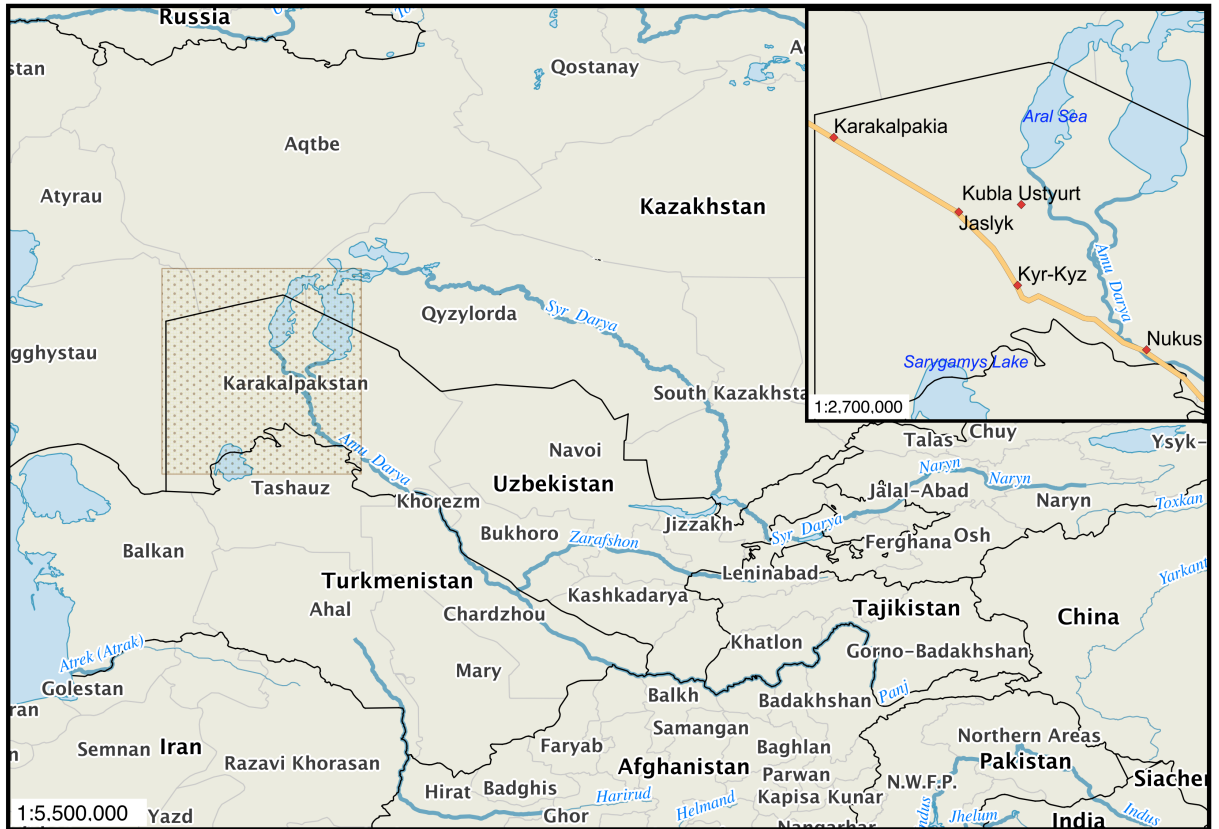 Russia
Qostanay
stan
Aqtbe
Atyrau
Kazakhstan
Qyzylorda
Syr Darya
gghystau
Karakalpakstan
South Kazakhsta
Amu Darya
Navoi
Tashauz
Khorezm
Uzbekistan
Jizzakh
Bukhoro
Zarafshon
Syr Darya
Balkan
Turkmenistan
Ahal
Chardzhou
Kashkadarya
Leninabad
Tajikistan
China
Khatlon
Gorno-Badakhshan
Atrek (Atrak)
Golestan
Mary
Balkh
Badakhshan
Panj
ran
Semnan
Iran
Razavi Khorasan
Samangan
Faryab
Baghlan
Afghanistan
Northern Areas
Pakistan
Siacher
Hirat
Badghis
Parwan
N.W.F.P.
Kapisa
Kunar
Harirud
Helmand
Ghor
Yazd
Nangarhar
ndus
Jhelum
India
Indus
1:5.500.000
Talas
Chuy
Ysyk-
Naryn
Naryn
Jalal-Abad
Naryn
Toxkan
Ferghana
Osh
Yarkant
Karakalpakia
Aral Sea
Kubla Ustyurt
Jaslyk
Kyr-Kyz
Amu Darya
Nukus
Sarygamys Lake
1:2,700.000